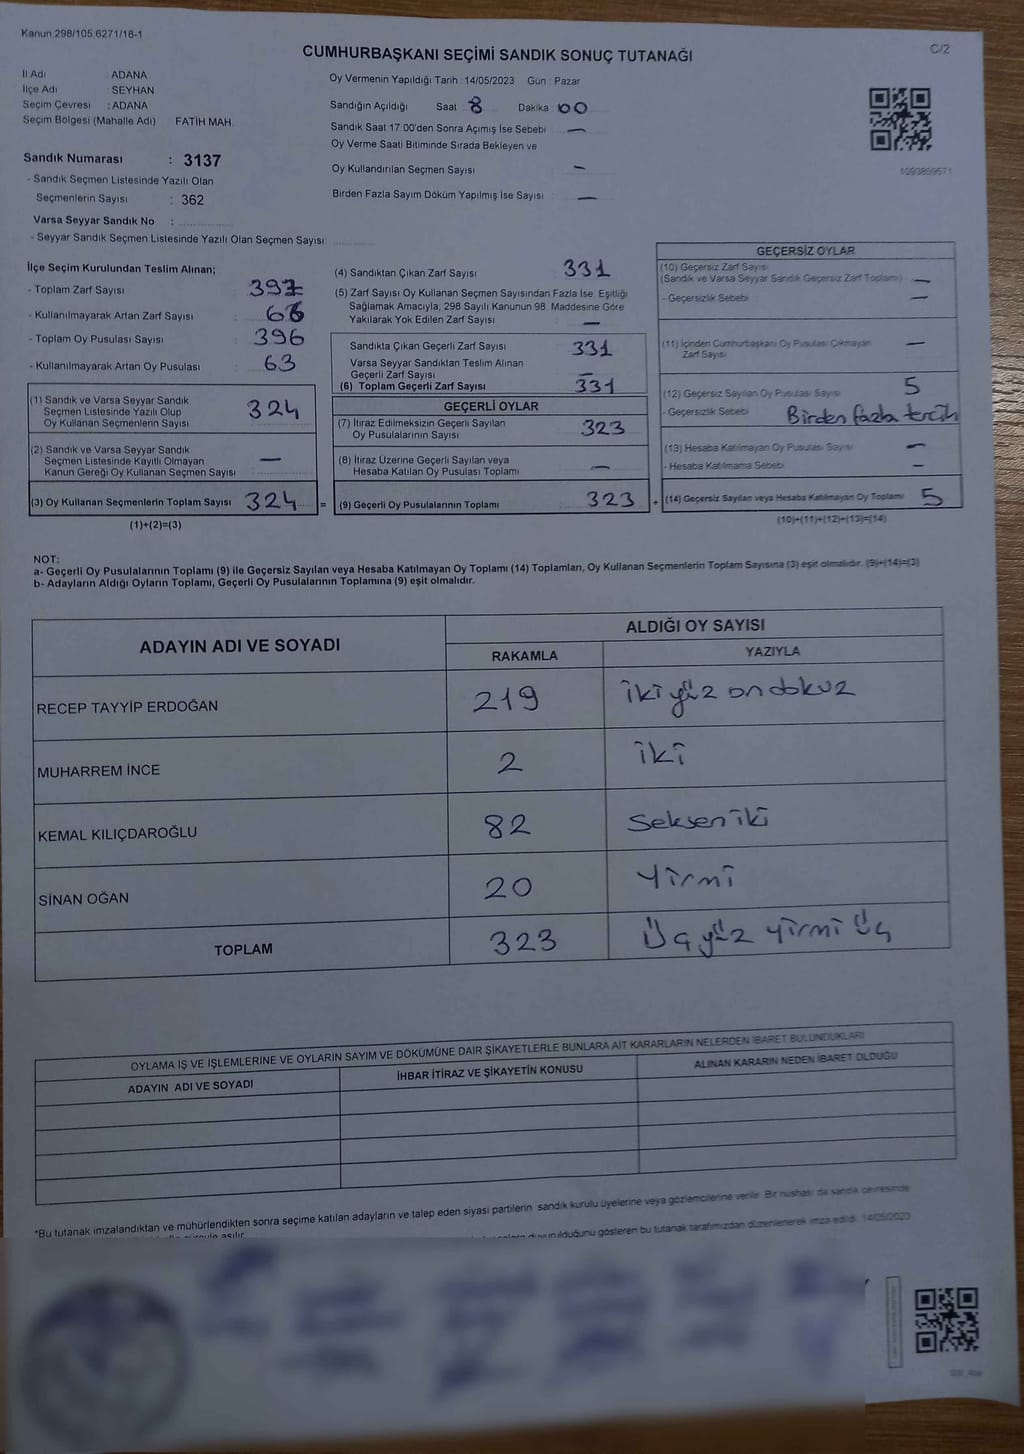 Kanun.298/105.6271/18-1
C/2
CUMHURBAŞKANI SEÇİMİ SANDIK SONUÇ TUTANAĞI
İl Adı : ADANA
İlçe Adı : SEYHAN
Seçim Çevresi : ADANA
Seçim Bölgesi (Mahalle Adı) FATİH MAH.
Sandık Numarası : 3137
- Sandık Seçmen Listesinde Yazılı Olan
Seçmenlerin Sayısı : 362
Varsa Seyyar Sandık No :
- Seyyar Sandık Seçmen Listesinde Yazılı Olan Seçmen Sayısı:
Oy Vermenin Yapıldığı Tarih : 14/05/2023 Gün : Pazar
Sandığın Açıldığı Saat : 8 Dakika : 00
Sandık Saat 17:00'den Sonra Açımış İse Sebebi —
Oy Verme Saati Bitiminde Sırada Bekleyen ve
Oy Kullandırılan Seçmen Sayısı —
Birden Fazla Sayım Döküm Yapılmış İse Sayısı : —
1093859571
İlçe Seçim Kurulundan Teslim Alınan;
- Toplam Zarf Sayısı : 397
- Kullanılmayarak Artan Zarf Sayısı : 66
- Toplam Oy Pusulası Sayısı : 396
- Kullanılmayarak Artan Oy Pusulası : 63
(1) Sandık ve Varsa Seyyar Sandık
Seçmen Listesinde Yazılı Olup
Oy Kullanan Seçmenlerin Sayısı 324
(2) Sandık ve Varsa Seyyar Sandık
Seçmen Listesinde Kayıtlı Olmayan
Kanun Gereği Oy Kullanan Seçmen Sayısı —
(3) Oy Kullanan Seçmenlerin Toplam Sayısı 324 =
(1)+(2)=(3)
(4) Sandıktan Çıkan Zarf Sayısı 331
(5) Zarf Sayısı Oy Kullanan Seçmen Sayısından Fazla İse, Eşitliği
Sağlamak Amacıyla; 298 Sayılı Kanunun 98. Maddesine Göre
Yakılarak Yok Edilen Zarf Sayısı —
Sandıkta Çıkan Geçerli Zarf Sayısı 331
Varsa Seyyar Sandıktan Teslim Alınan
Geçerli Zarf Sayısı —
(6) Toplam Geçerli Zarf Sayısı 331
GEÇERLİ OYLAR
(7) İtiraz Edilmeksizin Geçerli Sayılan
Oy Pusulalarının Sayısı 323
(8) İtiraz Üzerine Geçerli Sayılan veya
Hesaba Katılan Oy Pusulası Toplamı —
(9) Geçerli Oy Pusulalarının Toplamı 323 +
GEÇERSİZ OYLAR
(10) Geçersiz Zarf Sayısı
(Sandık ve Varsa Seyyar Sandık Geçersiz Zarf Toplamı) —
- Geçersizlik Sebebi —
(11) İçinden Cumhurbaşkanı Oy Pusulası Çıkmayan
Zarf Sayısı —
(12) Geçersiz Sayılan Oy Pusulası Sayısı 5
- Geçersizlik Sebebi Birden fazla tercih
(13) Hesaba Katılmayan Oy Pusulası Sayısı —
- Hesaba Katılmama Sebebi —
(14) Geçersiz Sayılan veya Hesaba Katılmayan Oy Toplamı 5
(10)+(11)+(12)+(13)=(14)
NOT:
a- Geçerli Oy Pusulalarının Toplamı (9) ile Geçersiz Sayılan veya Hesaba Katılmayan Oy Toplamı (14) Toplamları, Oy Kullanan Seçmenlerin Toplam Sayısına (3) eşit olmalıdır. (9)+(14)=(3)
b- Adayların Aldığı Oyların Toplamı, Geçerli Oy Pusulalarının Toplamına (9) eşit olmalıdır.
ADAYIN ADI VE SOYADI
ALDIĞI OY SAYISI
RAKAMLA YAZIYLA
RECEP TAYYİP ERDOĞAN 219 iki yüz on dokuz
MUHARREM İNCE 2 iki
KEMAL KILIÇDAROĞLU 82 Seksen iki
SİNAN OĞAN 20 Yirmi
TOPLAM 323 Üç yüz yirmi üç
OYLAMA İŞ VE İŞLEMLERİNE VE OYLARIN SAYIM VE DÖKÜMÜNE DAİR ŞİKAYETLERLE BUNLARA AİT KARARLARIN NELERDEN İBARET BULUNDUKLARI
ADAYIN ADI VE SOYADI İHBAR İTİRAZ VE ŞİKAYETİN KONUSU ALINAN KARARIN NEDEN İBARET OLDUĞU
*Bu tutanak imzalandıktan ve mühürlendikten sonra seçime katılan adayların ve talep eden siyasi partilerin sandık kurulu üyelerine veya gözlemcilerine verilir. Bir nüshası da sandık çevresinde
asılır.
duyurulduğunu gösteren bu tutanak tarafımızdan düzenlenerek imza edildi. 14/05/2023